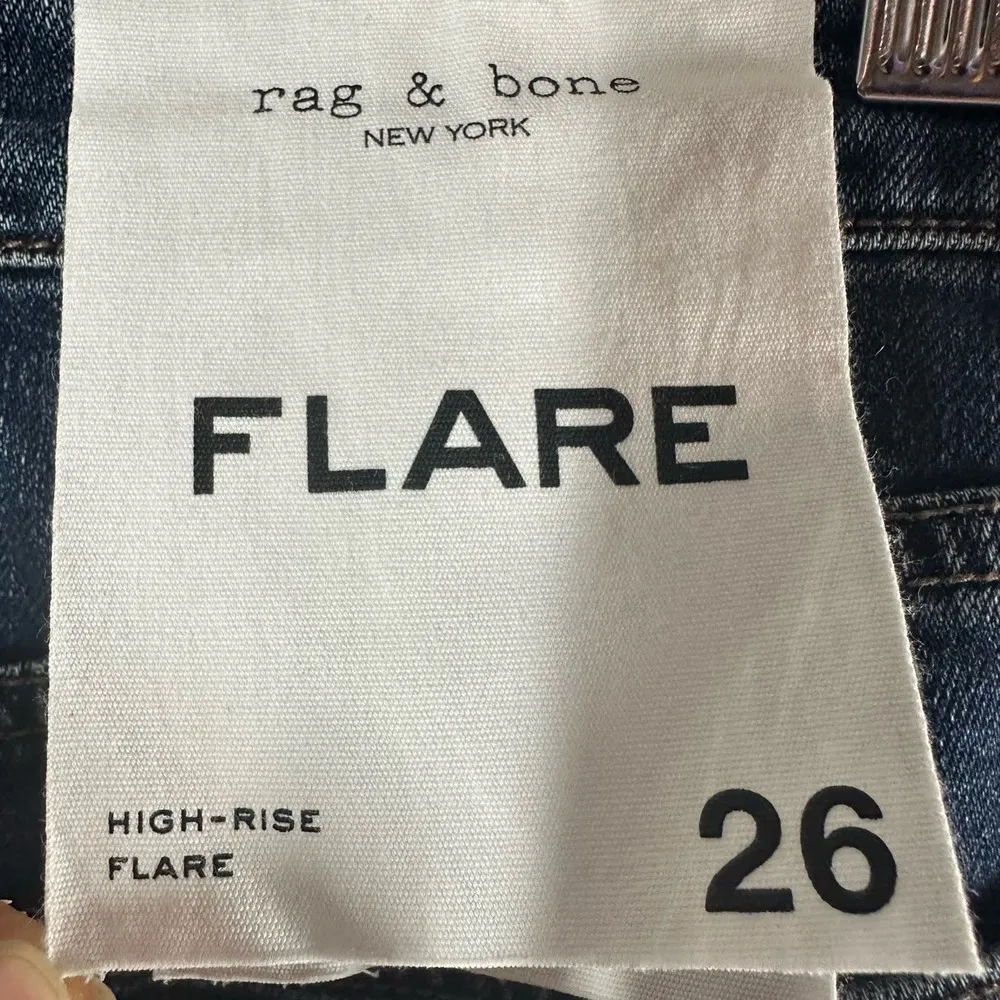 rag & bone
NEW YORK
FLARE
HIGH-RISE
FLARE
26